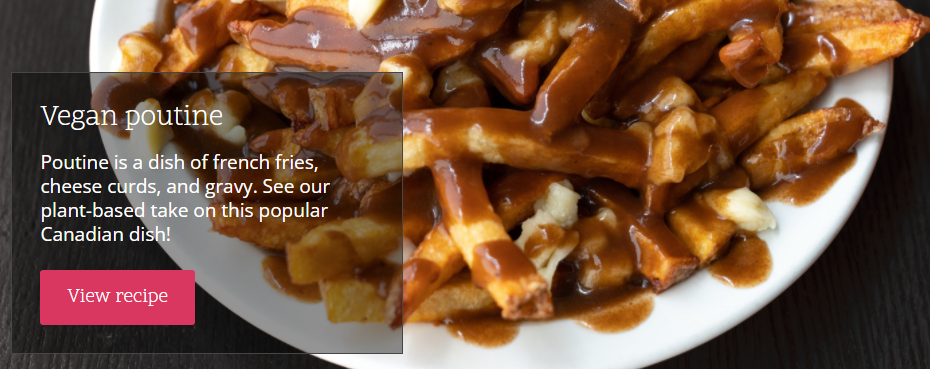 Vegan poutine
Poutine is a dish of french fries,
cheese curds, and gravy. See our
plant-based take on this popular
Canadian dish!
View recipe